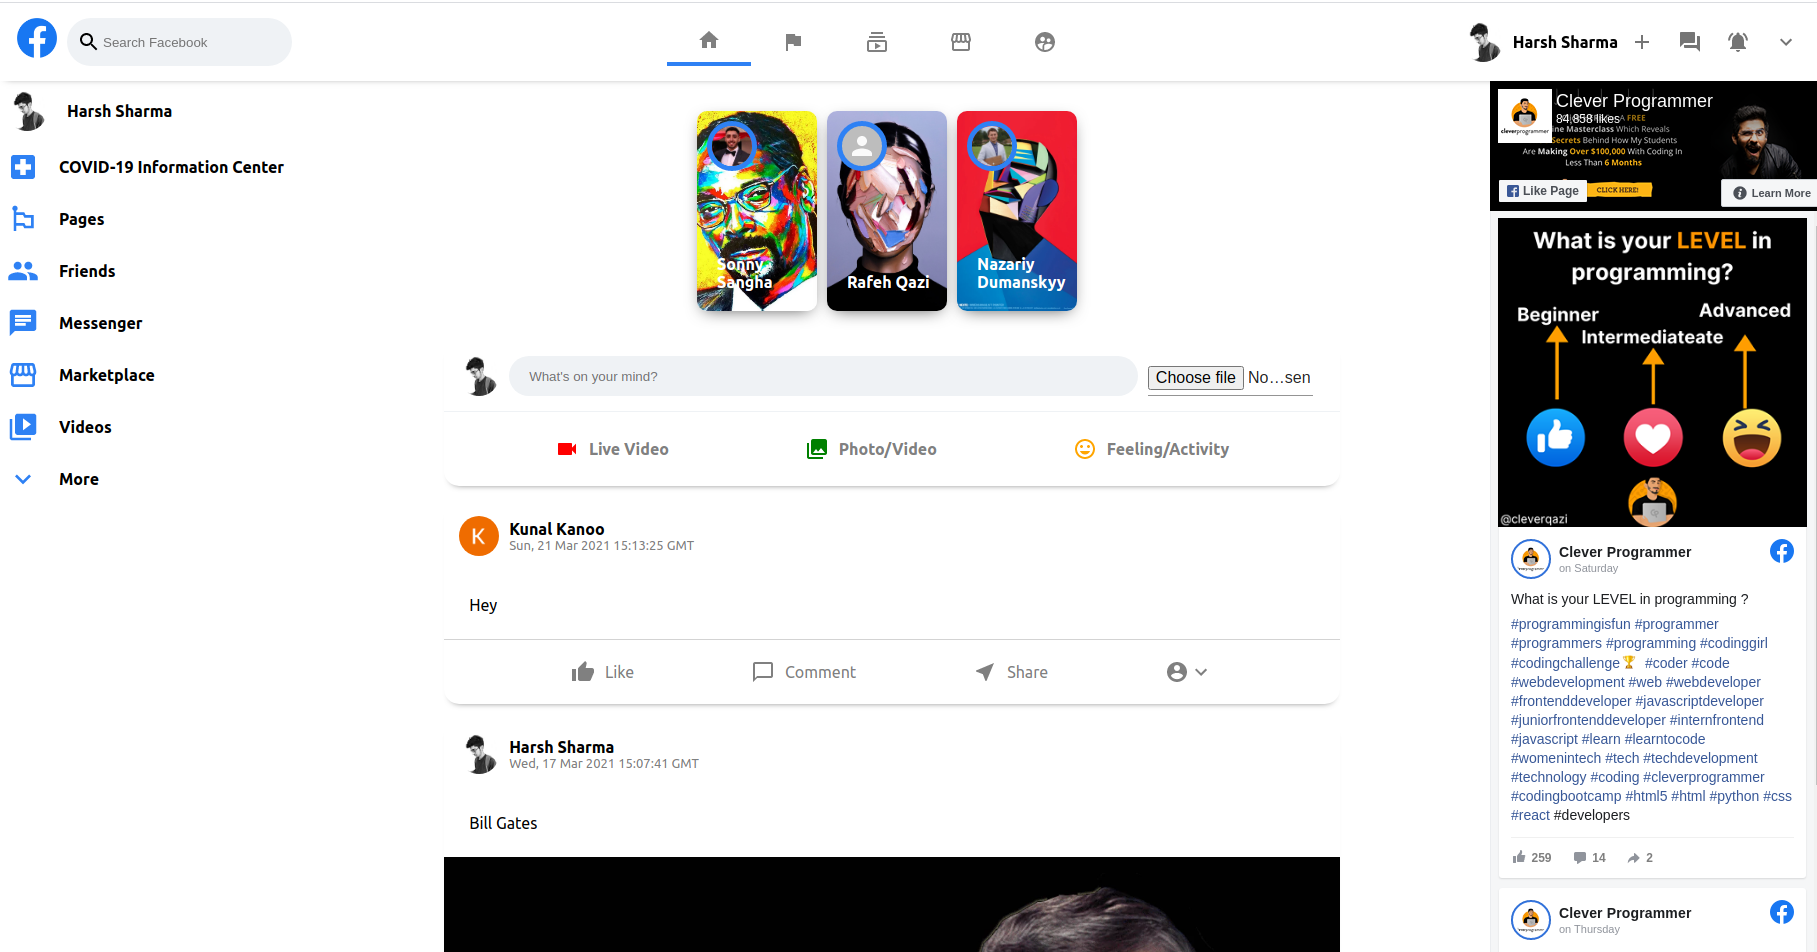 Search Facebook
Harsh Sharma
Harsh Sharma
COVID-19 Information Center
Pages
Friends
Messenger
Marketplace
Videos
More
Sonny
Sangha
Rafeh Qazi
Nazariy
Dumanskyy
What's on your mind?
Choose file No…sen
Live Video
Photo/Video
Feeling/Activity
K
Kunal Kanoo
Sun, 21 Mar 2021 15:13:25 GMT
Hey
Like
Comment
Share
Harsh Sharma
Wed, 17 Mar 2021 15:07:41 GMT
Bill Gates
Clever Programmer
likes
A FREE
Masterclass Which Reveals
Secrets Behind How My Students
Are Making Over $100,000 With Coding In
Less Than 6 Months
cleverprogrammer
Like Page
CLICK HERE!
Learn More
What is your LEVEL in
programming?
Beginner
Advanced
Intermediateate
@cleverqazi
Clever Programmer
on Saturday
What is your LEVEL in programming ?
#programmingisfun #programmer
#programmers #programming #codinggirl
#codingchallenge🏆 #coder #code
#webdevelopment #web #webdeveloper
#frontenddeveloper #javascriptdeveloper
#juniorfrontenddeveloper #internfrontend
#javascript #learn #learntocode
#womenintech #tech #techdevelopment
#technology #coding #cleverprogrammer
#codingbootcamp #html5 #html #python #css
#react #developers
259
14
2
Clever Programmer
on Thursday